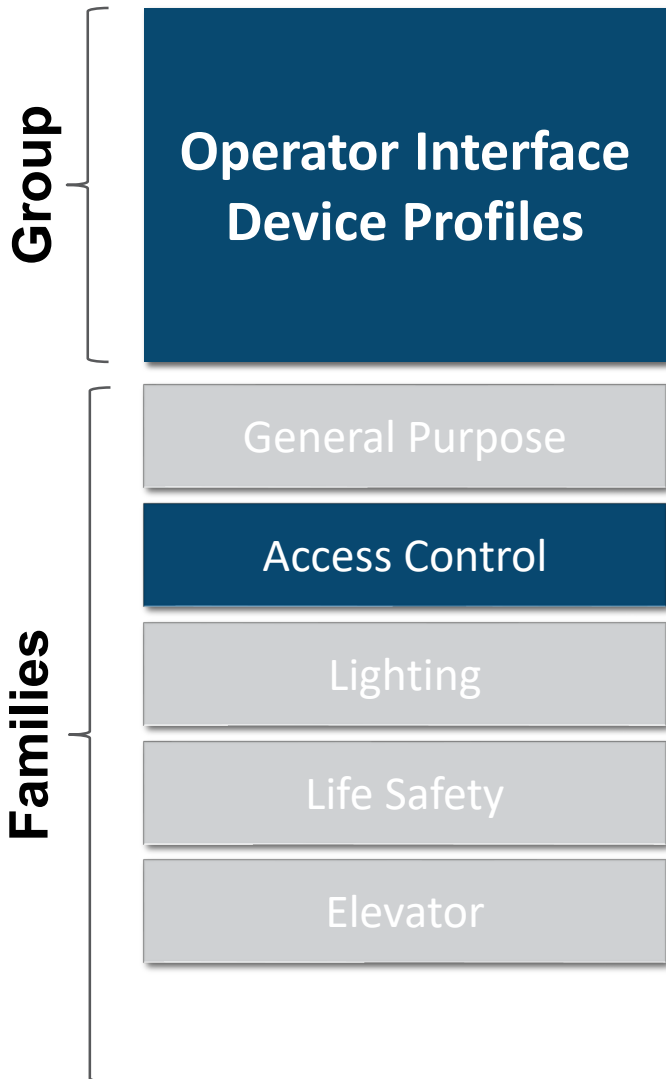 Group
Operator Interface
Device Profiles
Families
General Purpose
Access Control
Lighting
Life Safety
Elevator